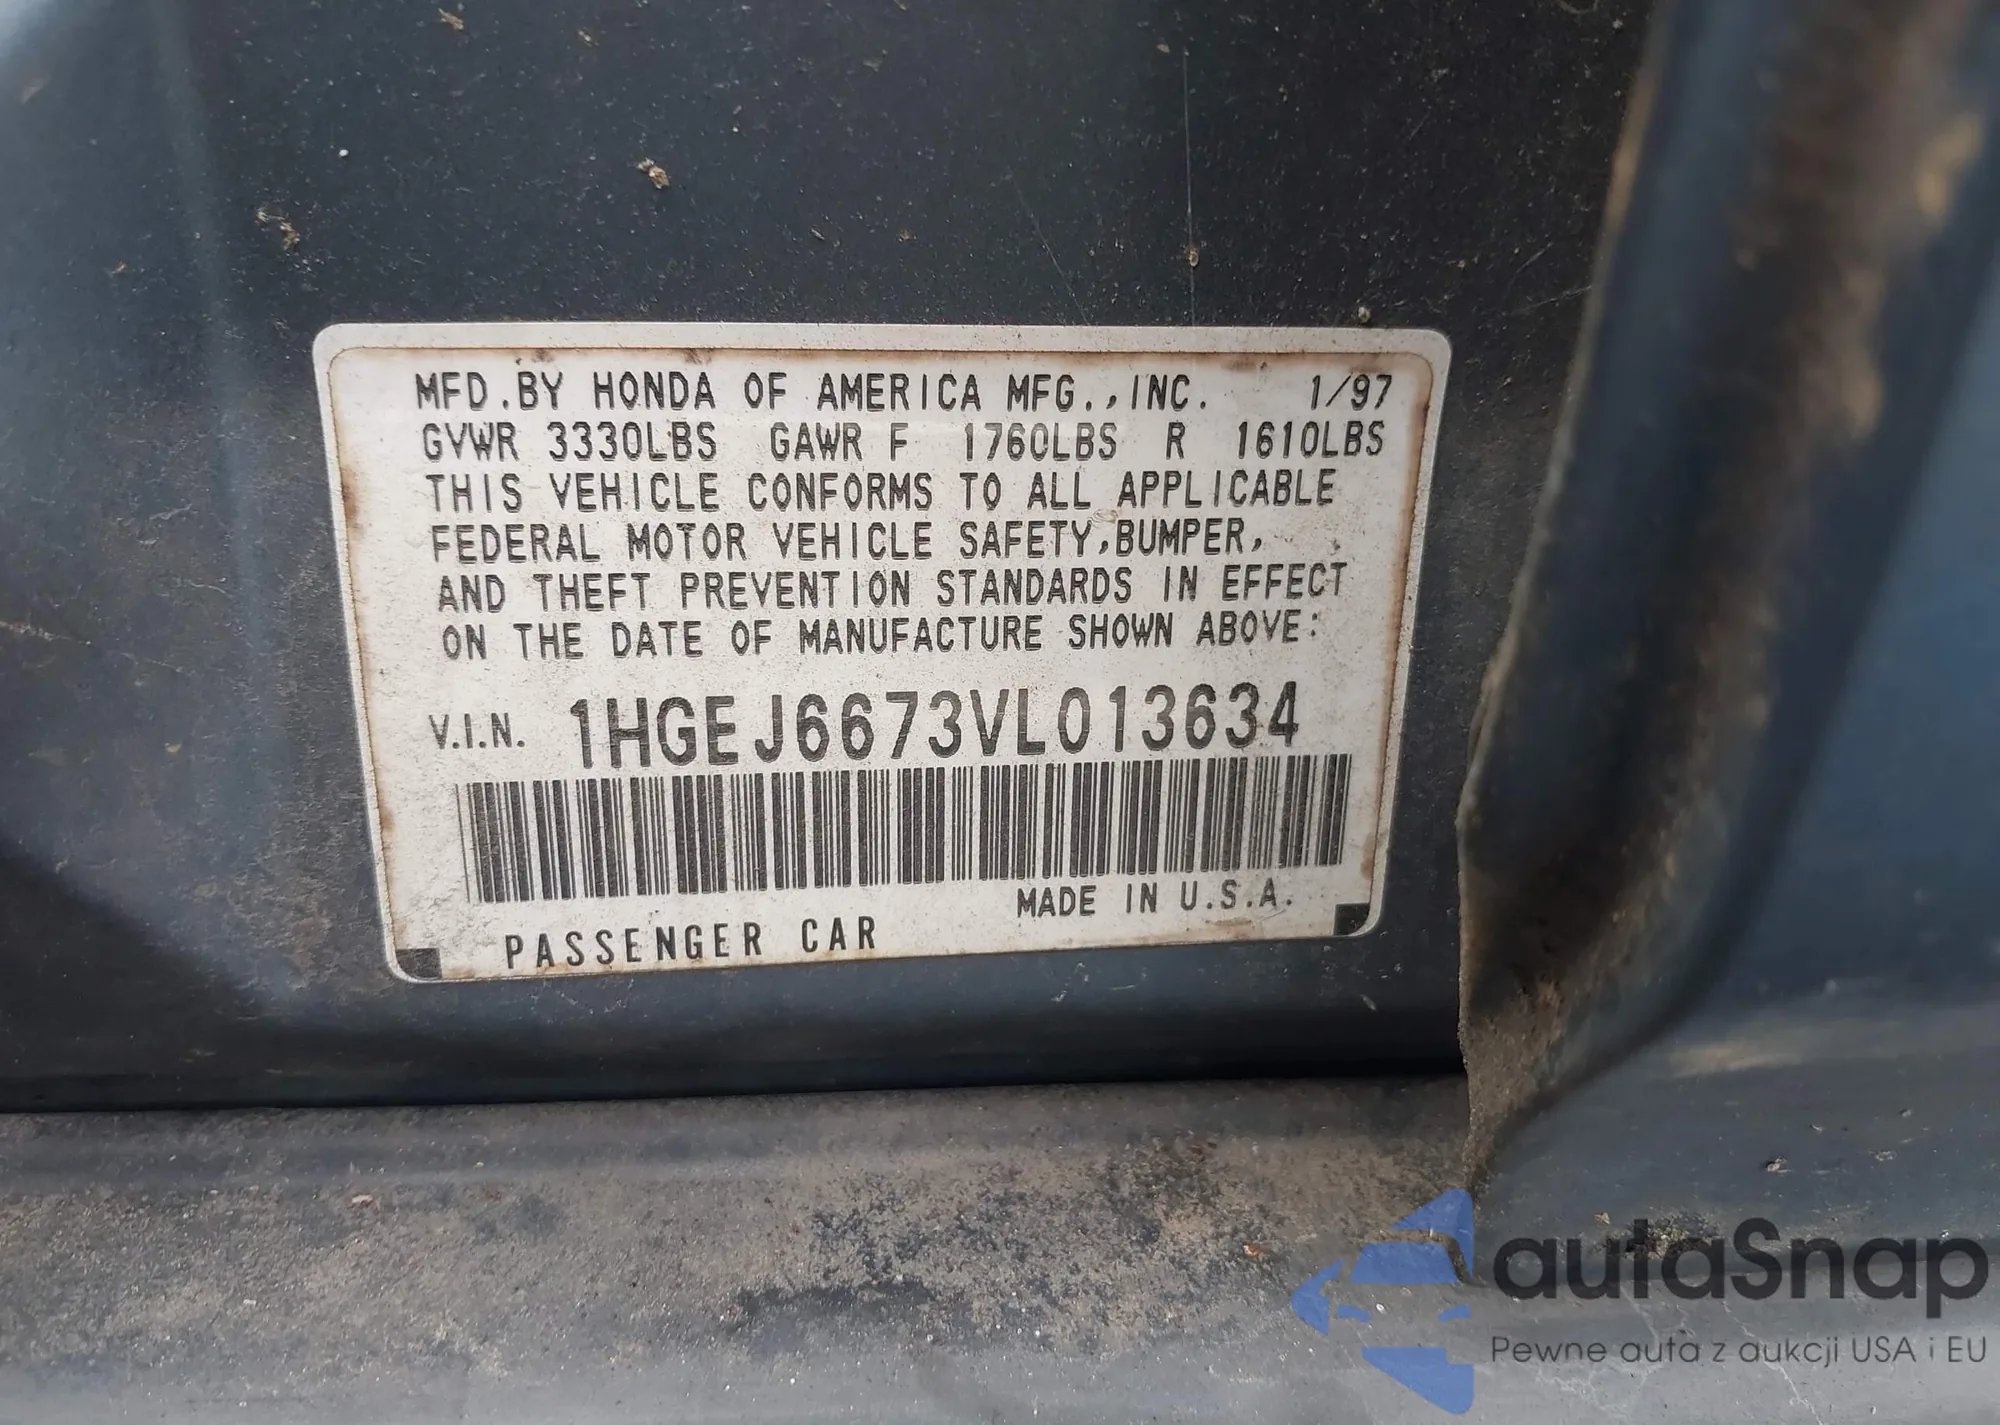 MFD.BY HONDA OF AMERICA MFG.,INC. 1/97
GVWR 3330LBS GAWR F 1760LBS R 1610LBS
THIS VEHICLE CONFORMS TO ALL APPLICABLE
FEDERAL MOTOR VEHICLE SAFETY,BUMPER,
AND THEFT PREVENTION STANDARDS IN EFFECT
ON THE DATE OF MANUFACTURE SHOWN ABOVE:
V.I.N. 1HGEJ6673VL013634
MADE IN U.S.A.
PASSENGER CAR
autaSnap
Pewne auta z aukcji USA i EU